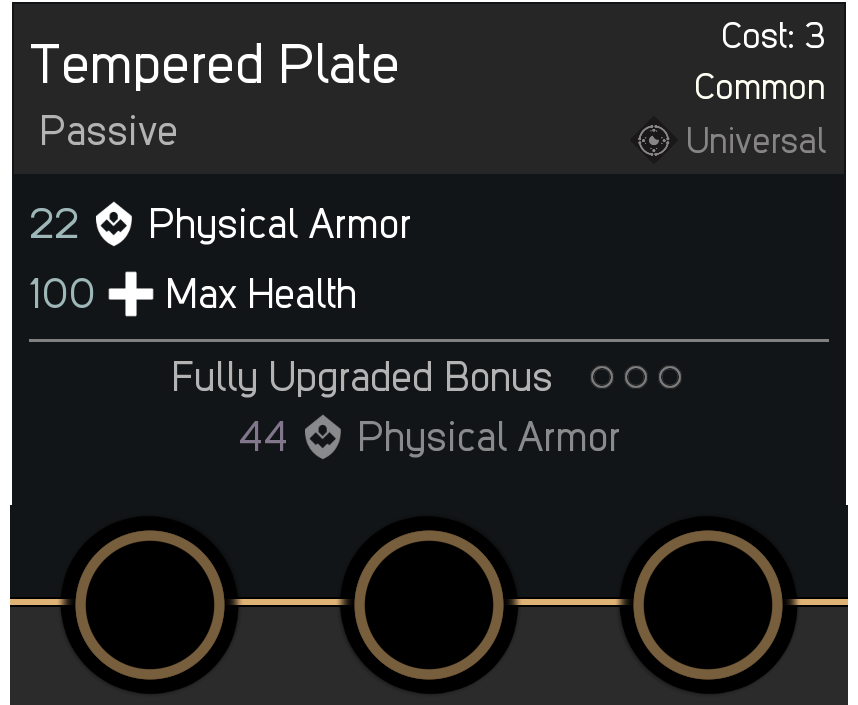 Tempered Plate
Cost: 3
Common
Passive
Universal
22 Physical Armor
100 Max Health
Fully Upgraded Bonus
44 Physical Armor